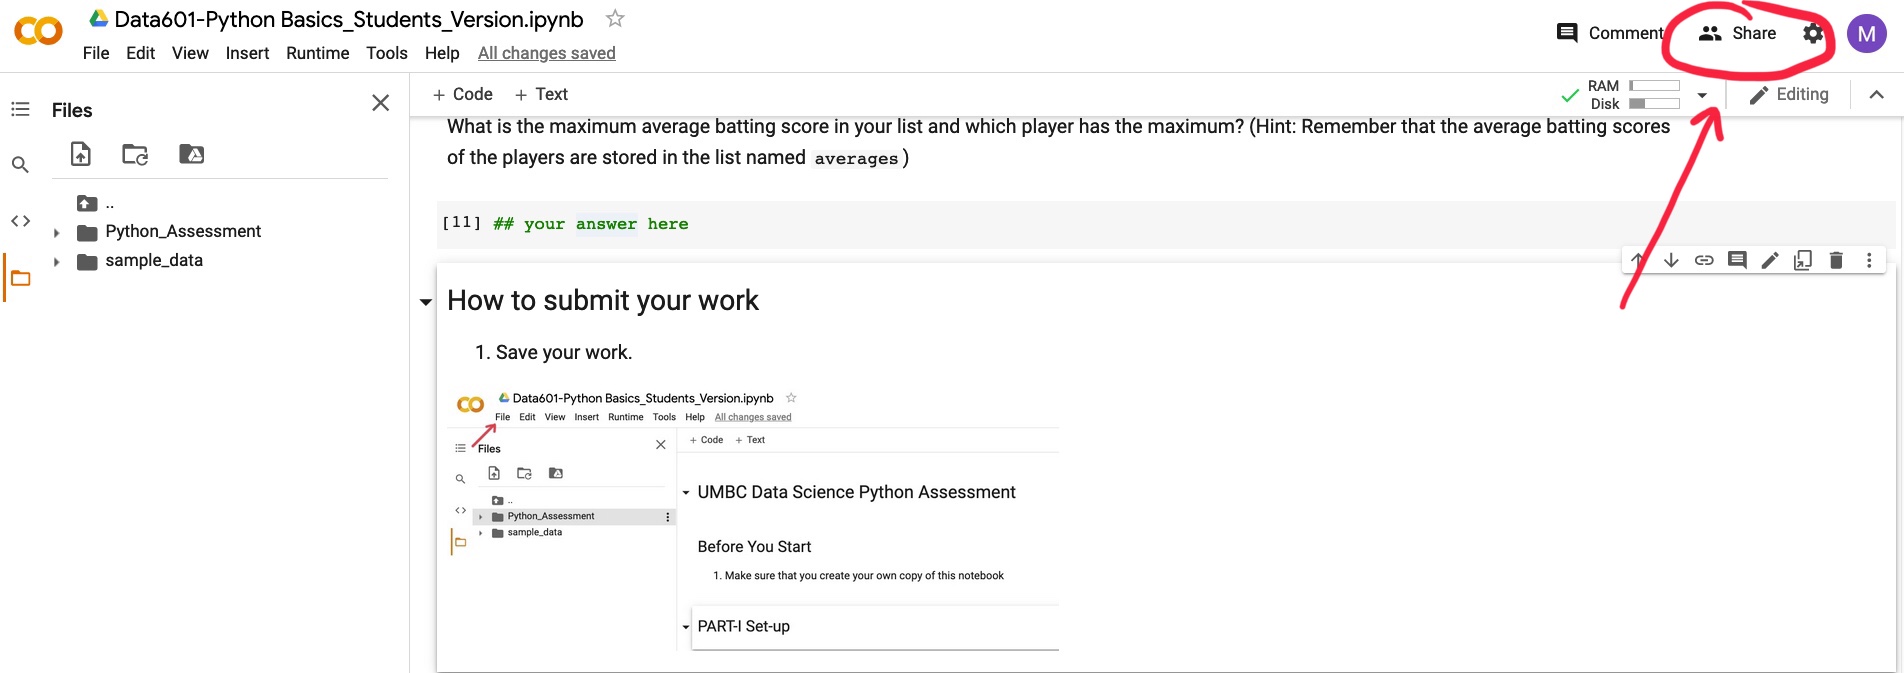 Data601-Python Basics_Students_Version.ipynb
File Edit View Insert Runtime Tools Help All changes saved
Comment Share M
Files
+ Code + Text
RAM
Disk
Editing
..
Python_Assessment
sample_data
What is the maximum average batting score in your list and which player has the maximum? (Hint: Remember that the average batting scores
of the players are stored in the list named averages)
[11] ## your answer here
How to submit your work
1. Save your work.
Data601-Python Basics_Students_Version.ipynb
File Edit View Insert Runtime Tools Help All changes saved
Files
+ Code + Text
..
Python_Assessment
sample_data
UMBC Data Science Python Assessment
Before You Start
1. Make sure that you create your own copy of this notebook
PART-I Set-up